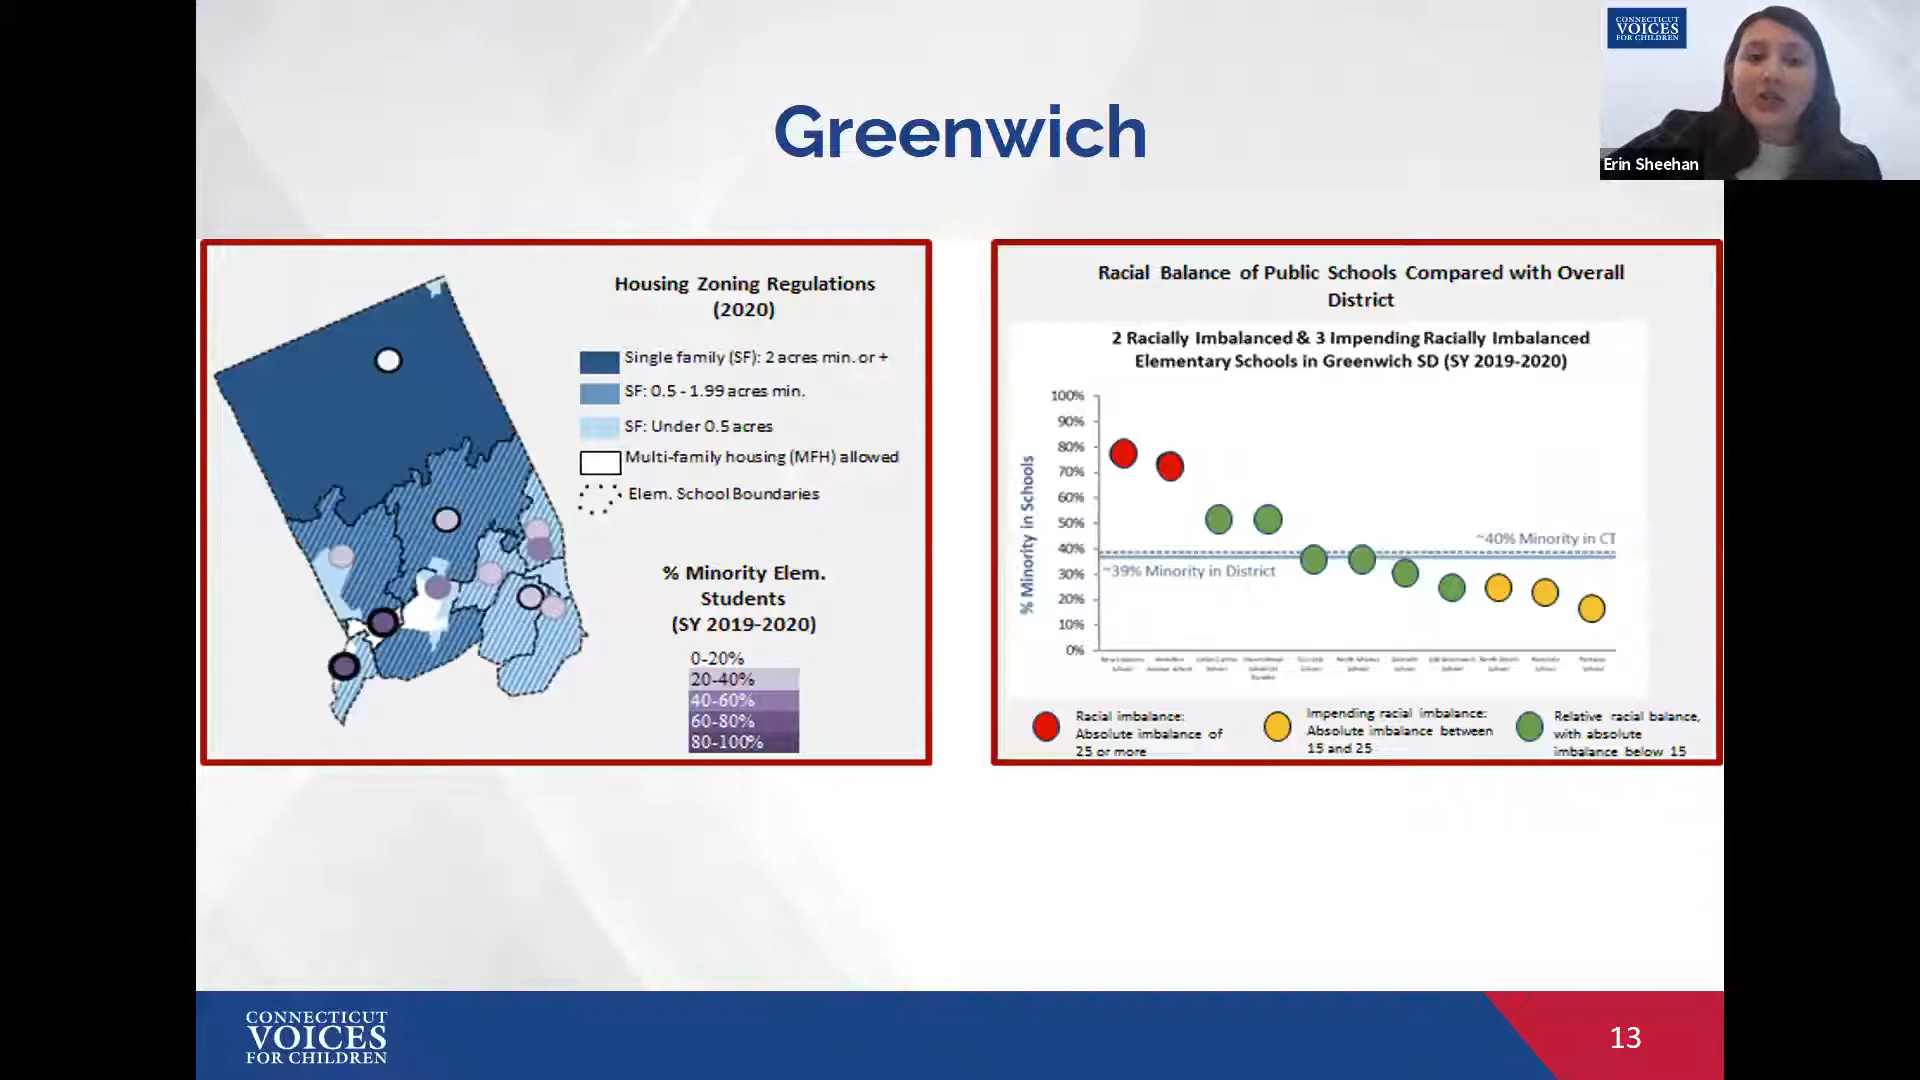 CONNECTICUT
VOICES
FOR CHILDREN
Erin Sheehan
Greenwich
Housing Zoning Regulations
(2020)
Single family (SF): 2 acres min. or +
SF: 0.5 - 1.99 acres min.
SF: Under 0.5 acres
Multi-family housing (MFH) allowed
Elem. School Boundaries
% Minority Elem.
Students
(SY 2019-2020)
0-20%
20-40%
40-60%
60-80%
80-100%
Racial Balance of Public Schools Compared with Overall
District
2 Racially Imbalanced & 3 Impending Racially Imbalanced
Elementary Schools in Greenwich SD (SY 2019-2020)
% Minority in Schools
100%
90%
80%
70%
60%
50%
40%
30%
20%
10%
0%
~40% Minority in CT
~39% Minority in District
Racial imbalance:
Absolute imbalance of
25 or more
Impending racial imbalance:
Absolute imbalance between
15 and 25
Relative racial balance,
with absolute
imbalance below 15
CONNECTICUT
VOICES
FOR CHILDREN
13